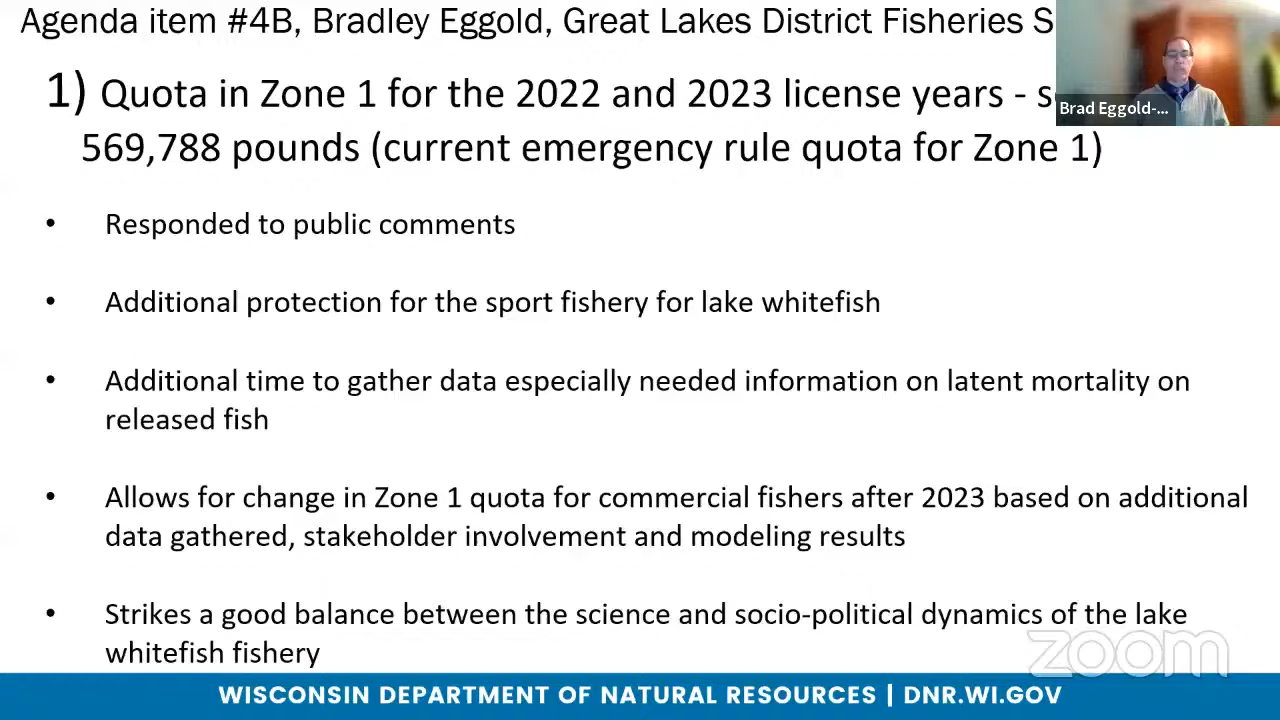 Agenda item #4B, Bradley Eggold, Great Lakes District Fisheries S
1) Quota in Zone 1 for the 2022 and 2023 license years - s
569,788 pounds (current emergency rule quota for Zone 1)
Brad Eggold-...
• Responded to public comments
• Additional protection for the sport fishery for lake whitefish
• Additional time to gather data especially needed information on latent mortality on
released fish
• Allows for change in Zone 1 quota for commercial fishers after 2023 based on additional
data gathered, stakeholder involvement and modeling results
• Strikes a good balance between the science and socio-political dynamics of the lake
whitefish fishery
zoom
WISCONSIN DEPARTMENT OF NATURAL RESOURCES | DNR.WI.GOV